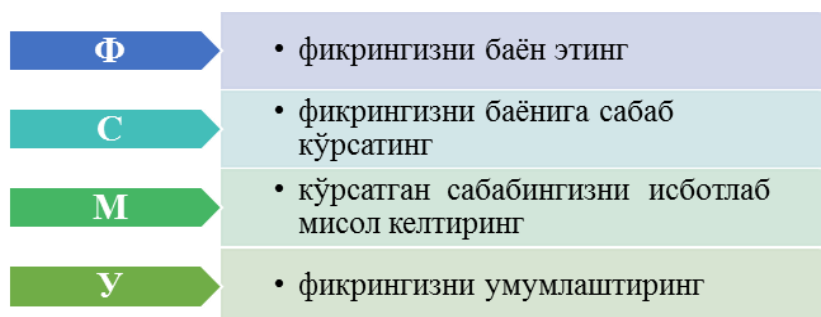 Ф
• фикрингизни баён этинг
С
• фикрингизни баёнига сабаб
кўрсатинг
М
• кўрсатган сабабингизни исботлаб
мисол келтиринг
У
• фикрингизни умумлаштиринг